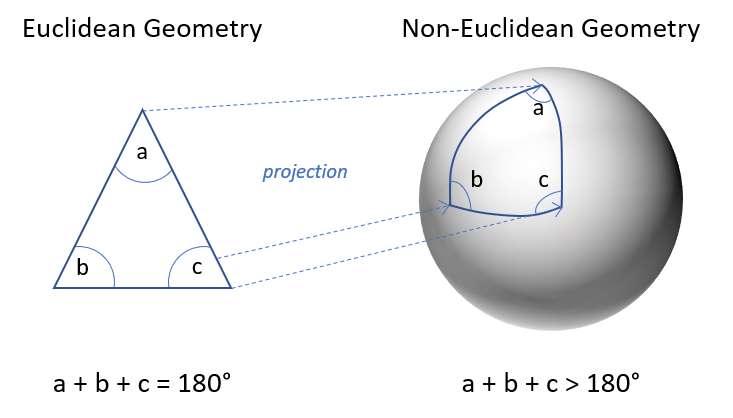 Euclidean Geometry
Non-Euclidean Geometry
a
b
c
projection
a
b
c
a + b + c = 180°
a + b + c > 180°